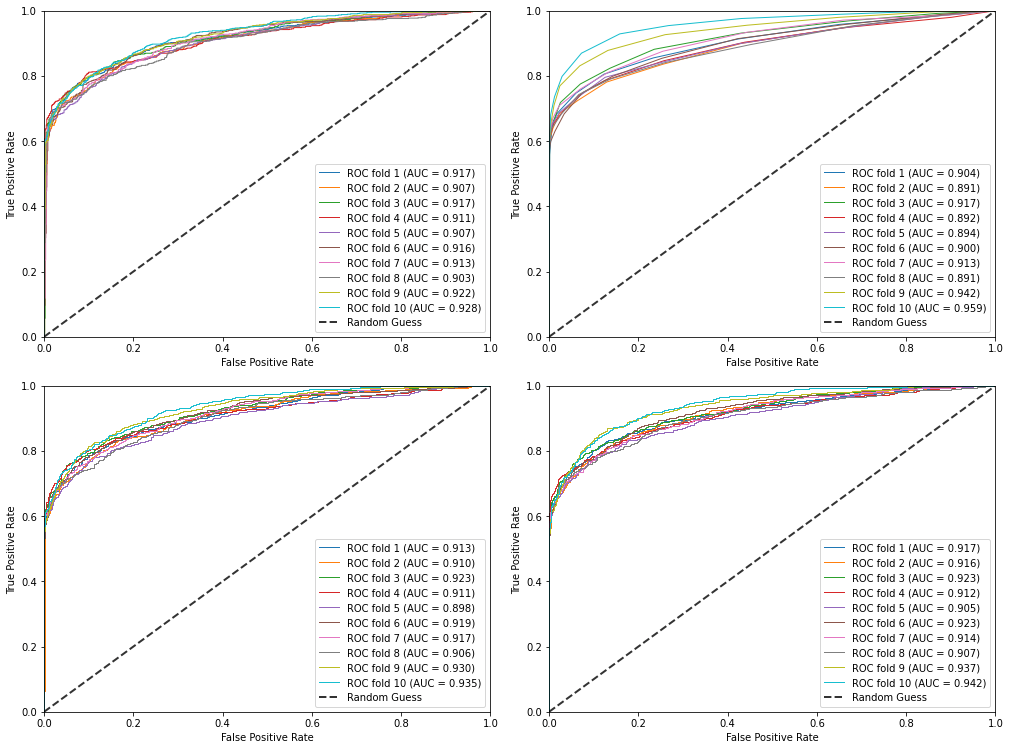 1.0
0.8
0.6
0.4
0.2
0.0
True Positive Rate
ROC fold 1 (AUC = 0.917)
ROC fold 2 (AUC = 0.907)
ROC fold 3 (AUC = 0.917)
ROC fold 4 (AUC = 0.911)
ROC fold 5 (AUC = 0.907)
ROC fold 6 (AUC = 0.916)
ROC fold 7 (AUC = 0.913)
ROC fold 8 (AUC = 0.903)
ROC fold 9 (AUC = 0.922)
ROC fold 10 (AUC = 0.928)
Random Guess
0.0 0.2 0.4 0.6 0.8 1.0
False Positive Rate
1.0
0.8
0.6
0.4
0.2
0.0
True Positive Rate
ROC fold 1 (AUC = 0.904)
ROC fold 2 (AUC = 0.891)
ROC fold 3 (AUC = 0.917)
ROC fold 4 (AUC = 0.892)
ROC fold 5 (AUC = 0.894)
ROC fold 6 (AUC = 0.900)
ROC fold 7 (AUC = 0.913)
ROC fold 8 (AUC = 0.891)
ROC fold 9 (AUC = 0.942)
ROC fold 10 (AUC = 0.959)
Random Guess
0.0 0.2 0.4 0.6 0.8 1.0
False Positive Rate
1.0
0.8
0.6
0.4
0.2
0.0
True Positive Rate
ROC fold 1 (AUC = 0.913)
ROC fold 2 (AUC = 0.910)
ROC fold 3 (AUC = 0.923)
ROC fold 4 (AUC = 0.911)
ROC fold 5 (AUC = 0.898)
ROC fold 6 (AUC = 0.919)
ROC fold 7 (AUC = 0.917)
ROC fold 8 (AUC = 0.906)
ROC fold 9 (AUC = 0.930)
ROC fold 10 (AUC = 0.935)
Random Guess
0.0 0.2 0.4 0.6 0.8 1.0
False Positive Rate
1.0
0.8
0.6
0.4
0.2
0.0
True Positive Rate
ROC fold 1 (AUC = 0.917)
ROC fold 2 (AUC = 0.916)
ROC fold 3 (AUC = 0.923)
ROC fold 4 (AUC = 0.912)
ROC fold 5 (AUC = 0.905)
ROC fold 6 (AUC = 0.923)
ROC fold 7 (AUC = 0.914)
ROC fold 8 (AUC = 0.907)
ROC fold 9 (AUC = 0.937)
ROC fold 10 (AUC = 0.942)
Random Guess
0.0 0.2 0.4 0.6 0.8 1.0
False Positive Rate